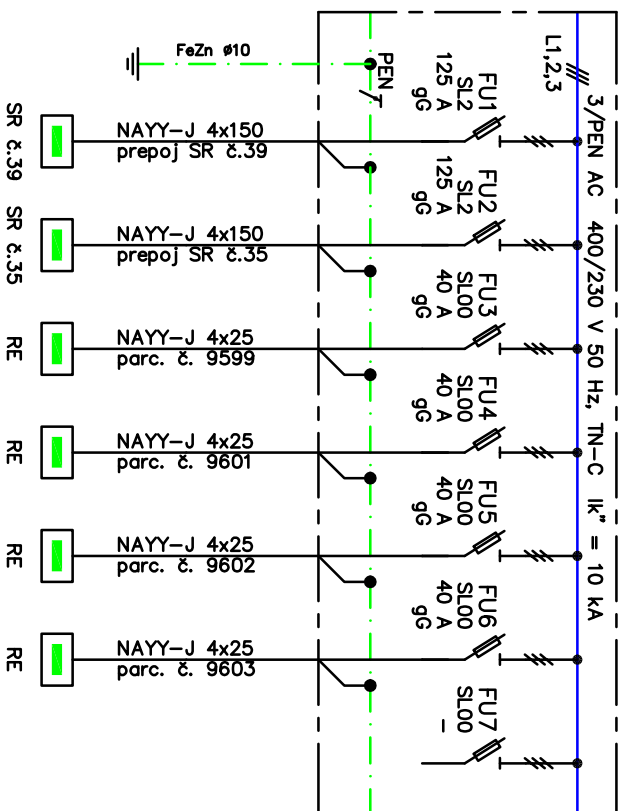 3/PEN AC 400/230 V 50 Hz, TN-C Ik" = 10 kA
L1,2,3
PEN
FeZn ø10
FU1
SL2
125 A
gG
FU2
SL2
125 A
gG
FU3
SL00
40 A
gG
FU4
SL00
40 A
gG
FU5
SL00
40 A
gG
FU6
SL00
40 A
gG
FU7
SL00
–
NAYY-J 4x150
prepoj SR č.39
NAYY-J 4x150
prepoj SR č.35
NAYY-J 4x25
parc. č. 9599
NAYY-J 4x25
parc. č. 9601
NAYY-J 4x25
parc. č. 9602
NAYY-J 4x25
parc. č. 9603
SR č.39
SR č.35
RE
RE
RE
RE